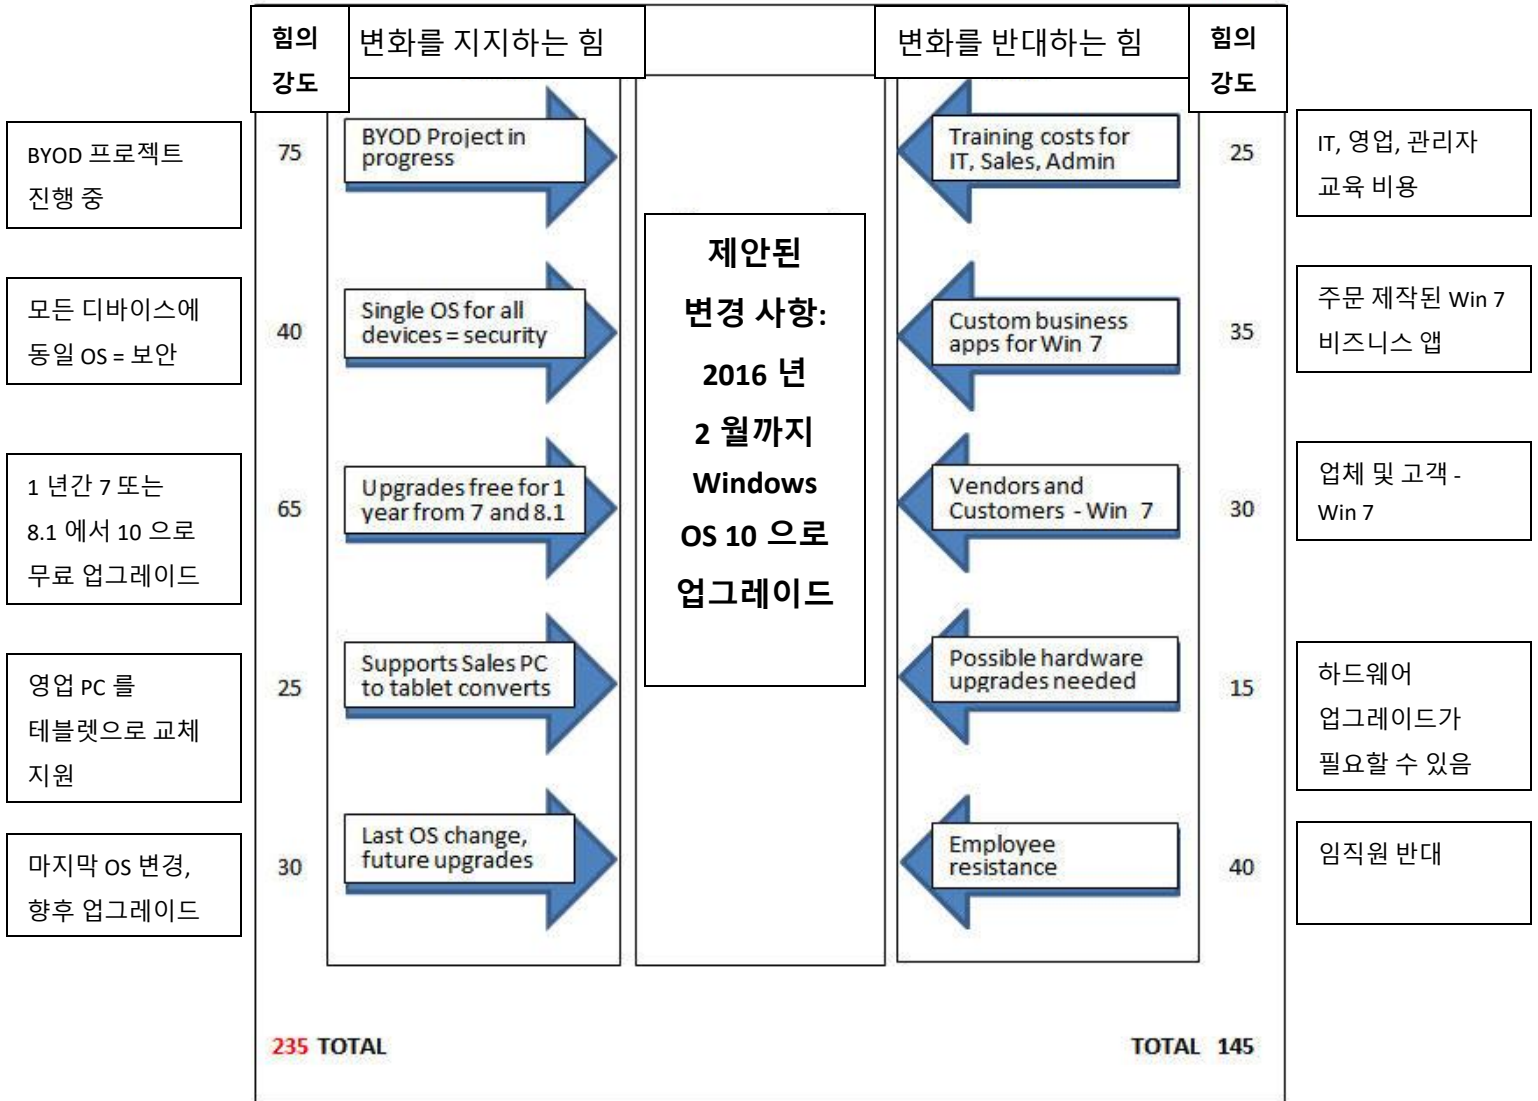 힘의
강도
변화를 지지하는 힘
변화를 반대하는 힘
힘의
강도
BYOD 프로젝트
진행 중
75
BYOD Project in
progress
Training costs for
IT, Sales, Admin
25
IT, 영업, 관리자
교육 비용
제안된
변경 사항:
2016 년
2 월까지
Windows
OS 10 으로
업그레이드
모든 디바이스에
동일 OS = 보안
40
Single OS for all
devices = security
Custom business
apps for Win 7
35
주문 제작된 Win 7
비즈니스 앱
1 년간 7 또는
8.1 에서 10 으로
무료 업그레이드
65
Upgrades free for 1
year from 7 and 8.1
Vendors and
Customers - Win 7
30
업체 및 고객 -
Win 7
영업 PC 를
테블렛으로 교체
지원
25
Supports Sales PC
to tablet converts
Possible hardware
upgrades needed
15
하드웨어
업그레이드가
필요할 수 있음
마지막 OS 변경,
향후 업그레이드
30
Last OS change,
future upgrades
Employee
resistance
40
임직원 반대
235 TOTAL
TOTAL 145